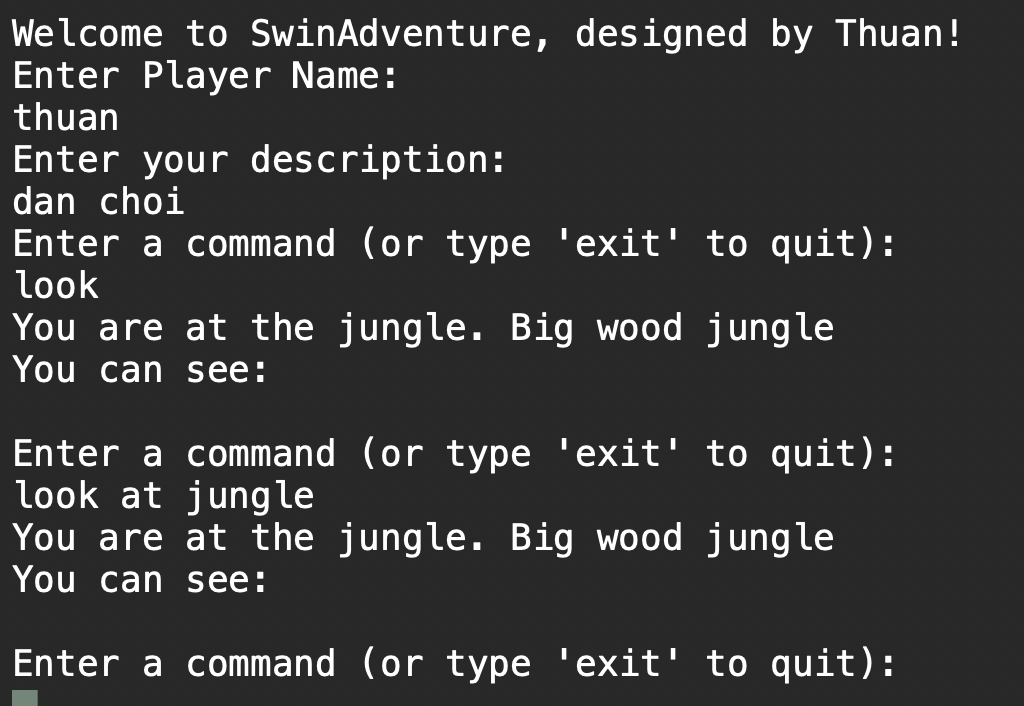 Welcome to SwinAdventure, designed by Thuan!
Enter Player Name:
thuan
Enter your description:
dan choi
Enter a command (or type 'exit' to quit):
look
You are at the jungle. Big wood jungle
You can see:
Enter a command (or type 'exit' to quit):
look at jungle
You are at the jungle. Big wood jungle
You can see:
Enter a command (or type 'exit' to quit):